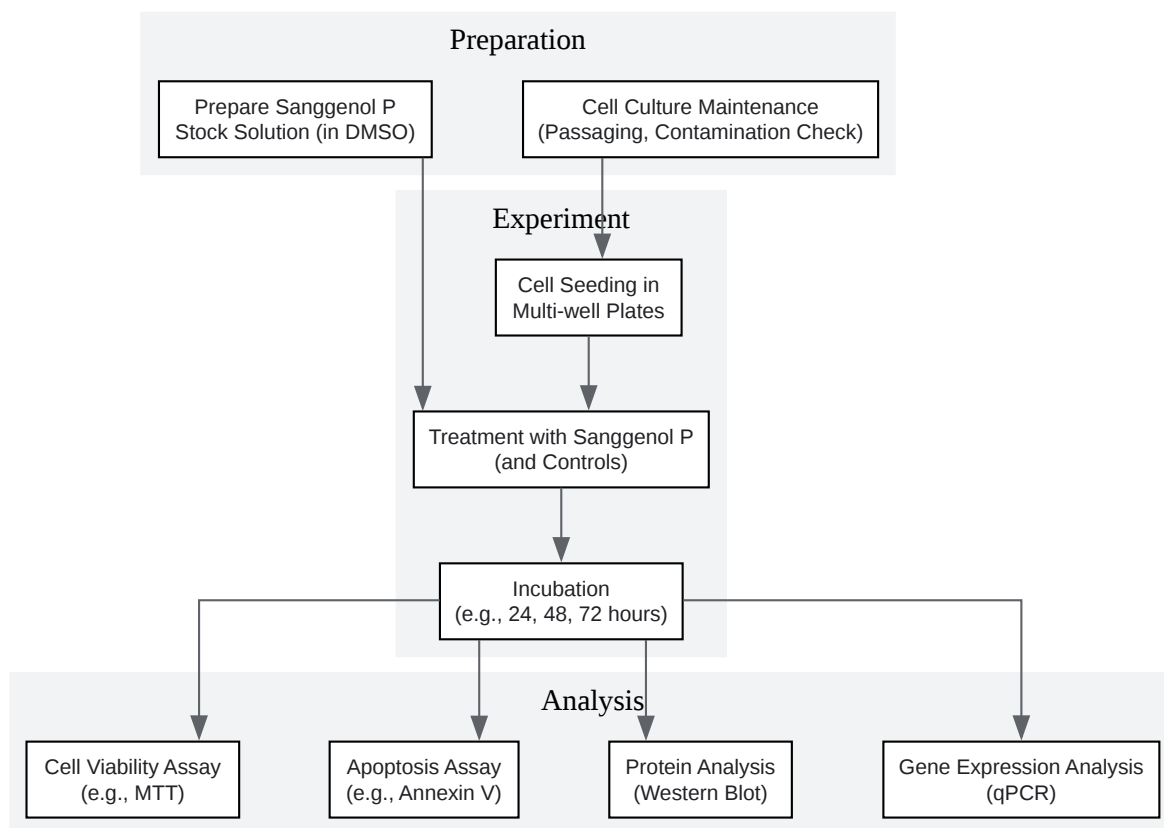 Preparation
Prepare Sanggenol P
Stock Solution (in DMSO)
Cell Culture Maintenance
(Passaging, Contamination Check)
Experiment
Cell Seeding in
Multi-well Plates
Treatment with Sanggenol P
(and Controls)
Incubation
(e.g., 24, 48, 72 hours)
Analysis
Cell Viability Assay
(e.g., MTT)
Apoptosis Assay
(e.g., Annexin V)
Protein Analysis
(Western Blot)
Gene Expression Analysis
(qPCR)